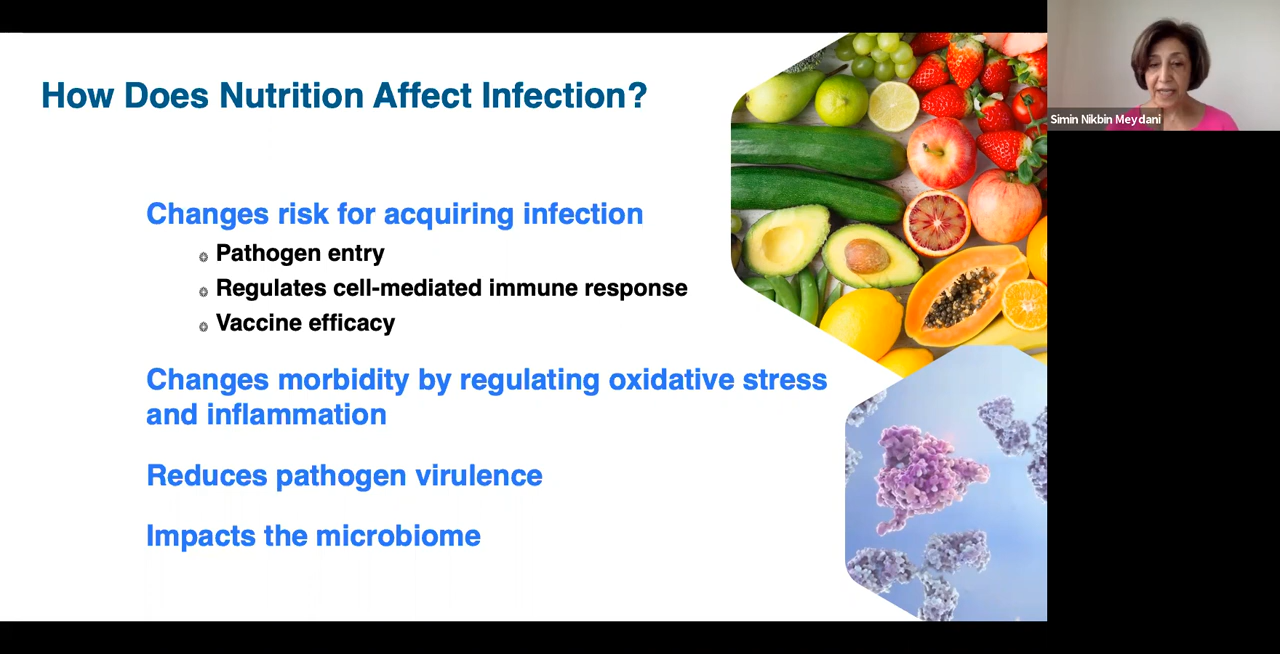 How Does Nutrition Affect Infection?
Simin Nikbin Meydani
Changes risk for acquiring infection
Pathogen entry
Regulates cell-mediated immune response
Vaccine efficacy
Changes morbidity by regulating oxidative stress
and inflammation
Reduces pathogen virulence
Impacts the microbiome